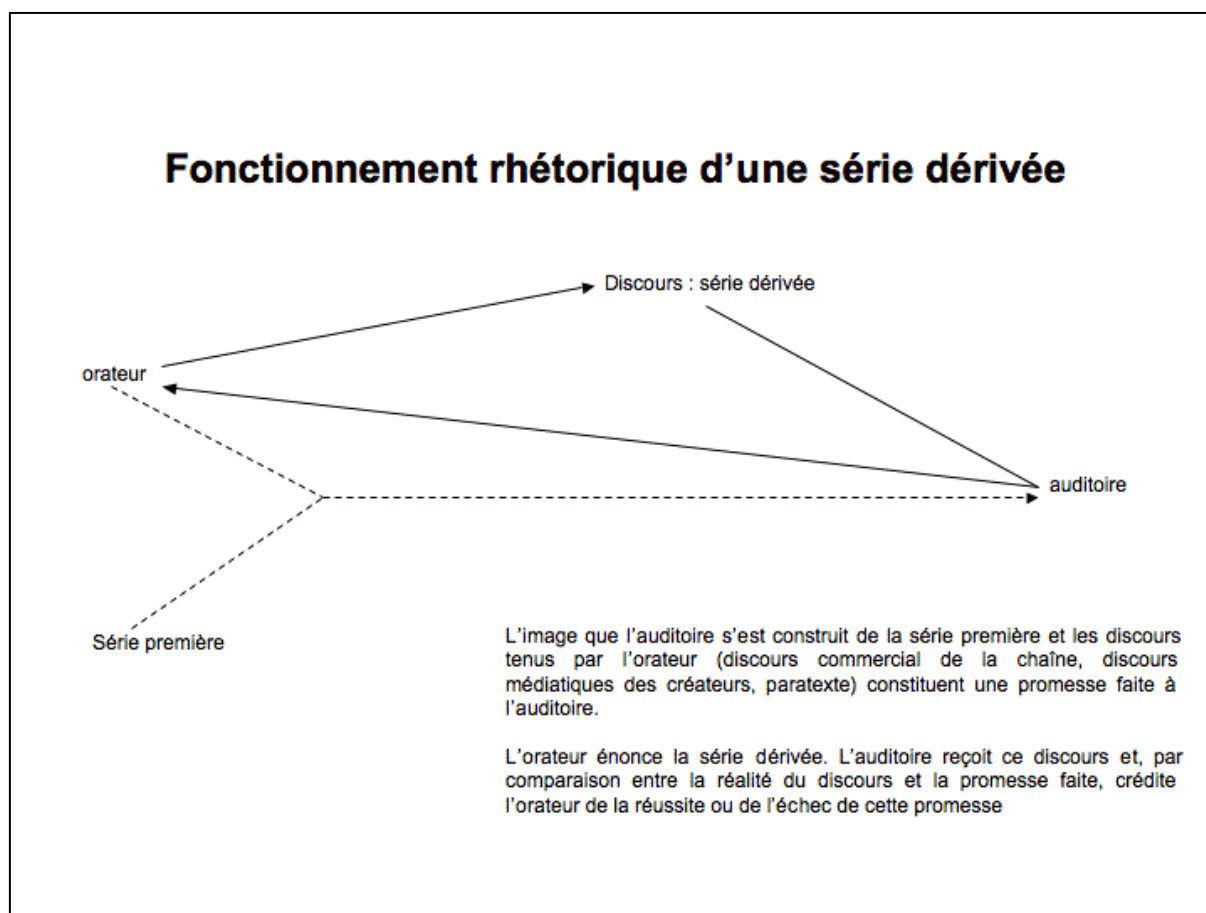 Fonctionnement rhétorique d'une série dérivée
Discours : série dérivée
orateur
auditoire
Série première
L'image que l'auditoire s'est construit de la série première et les discours
tenus par l'orateur (discours commercial de la chaîne, discours
médiatiques des créateurs, paratexte) constituent une promesse faite à
l'auditoire.
L'orateur énonce la série dérivée. L'auditoire reçoit ce discours et, par
comparaison entre la réalité du discours et la promesse faite, crédite
l'orateur de la réussite ou de l'échec de cette promesse